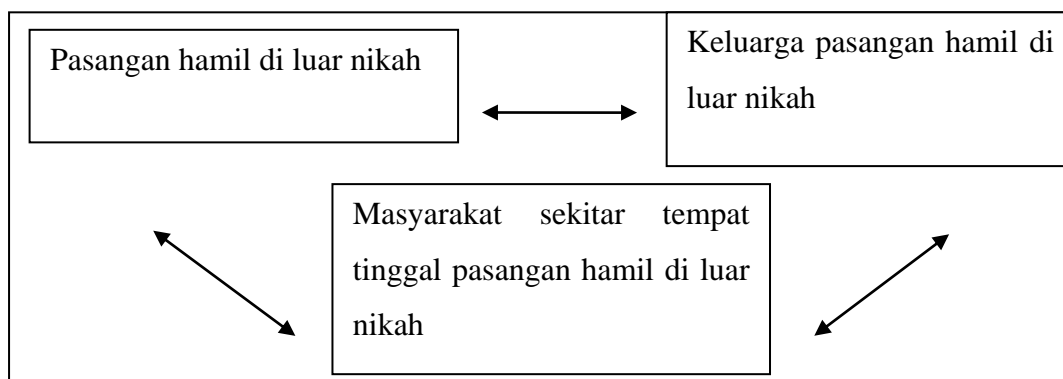 Pasangan hamil di luar nikah
Keluarga pasangan hamil di
luar nikah
Masyarakat sekitar tempat
tinggal pasangan hamil di luar
nikah